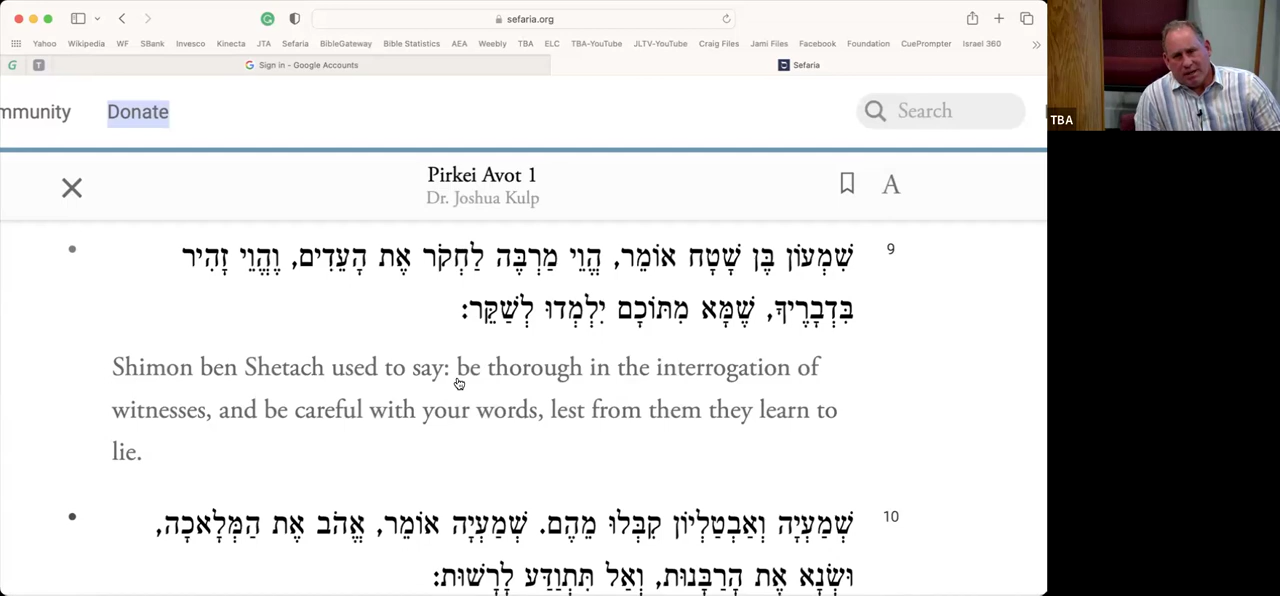 sefaria.org
Yahoo Wikipedia WF SBank Invesco Kinecta JTA Sefaria BibleGateway Bible Statistics AEA Weebly TBA ELC TBA-YouTube JLTV-YouTube Craig Files Jami Files Facebook Foundation CuePrompter Israel 360 »
G T Sign in - Google Accounts Sefaria
mmunity Donate Search
TBA
Pirkei Avot 1
Dr. Joshua Kulp
A
9
שִׁמְעוֹן בֶּן שָׁטָח אוֹמֵר, הֱוֵי מַרְבֶּה לַחְקֹר אֶת הָעֵדִים, וֶהֱוֵי זָהִיר
בִּדְבָרֶיךָ, שֶׁמָּא מִתּוֹכָם יִלְמְדוּ לְשַׁקֵּר:
Shimon ben Shetach used to say: be thorough in the interrogation of
witnesses, and be careful with your words, lest from them they learn to
lie.
10
שְׁמַעְיָה וְאַבְטַלְיוֹן קִבְּלוּ מֵהֶם. שְׁמַעְיָה אוֹמֵר, אֱהֹב אֶת הַמְּלָאכָה,
וּשְׂנָא אֶת הָרַבָּנוּת, וְאַל תִּתְוַדַּע לָרָשׁוּת: